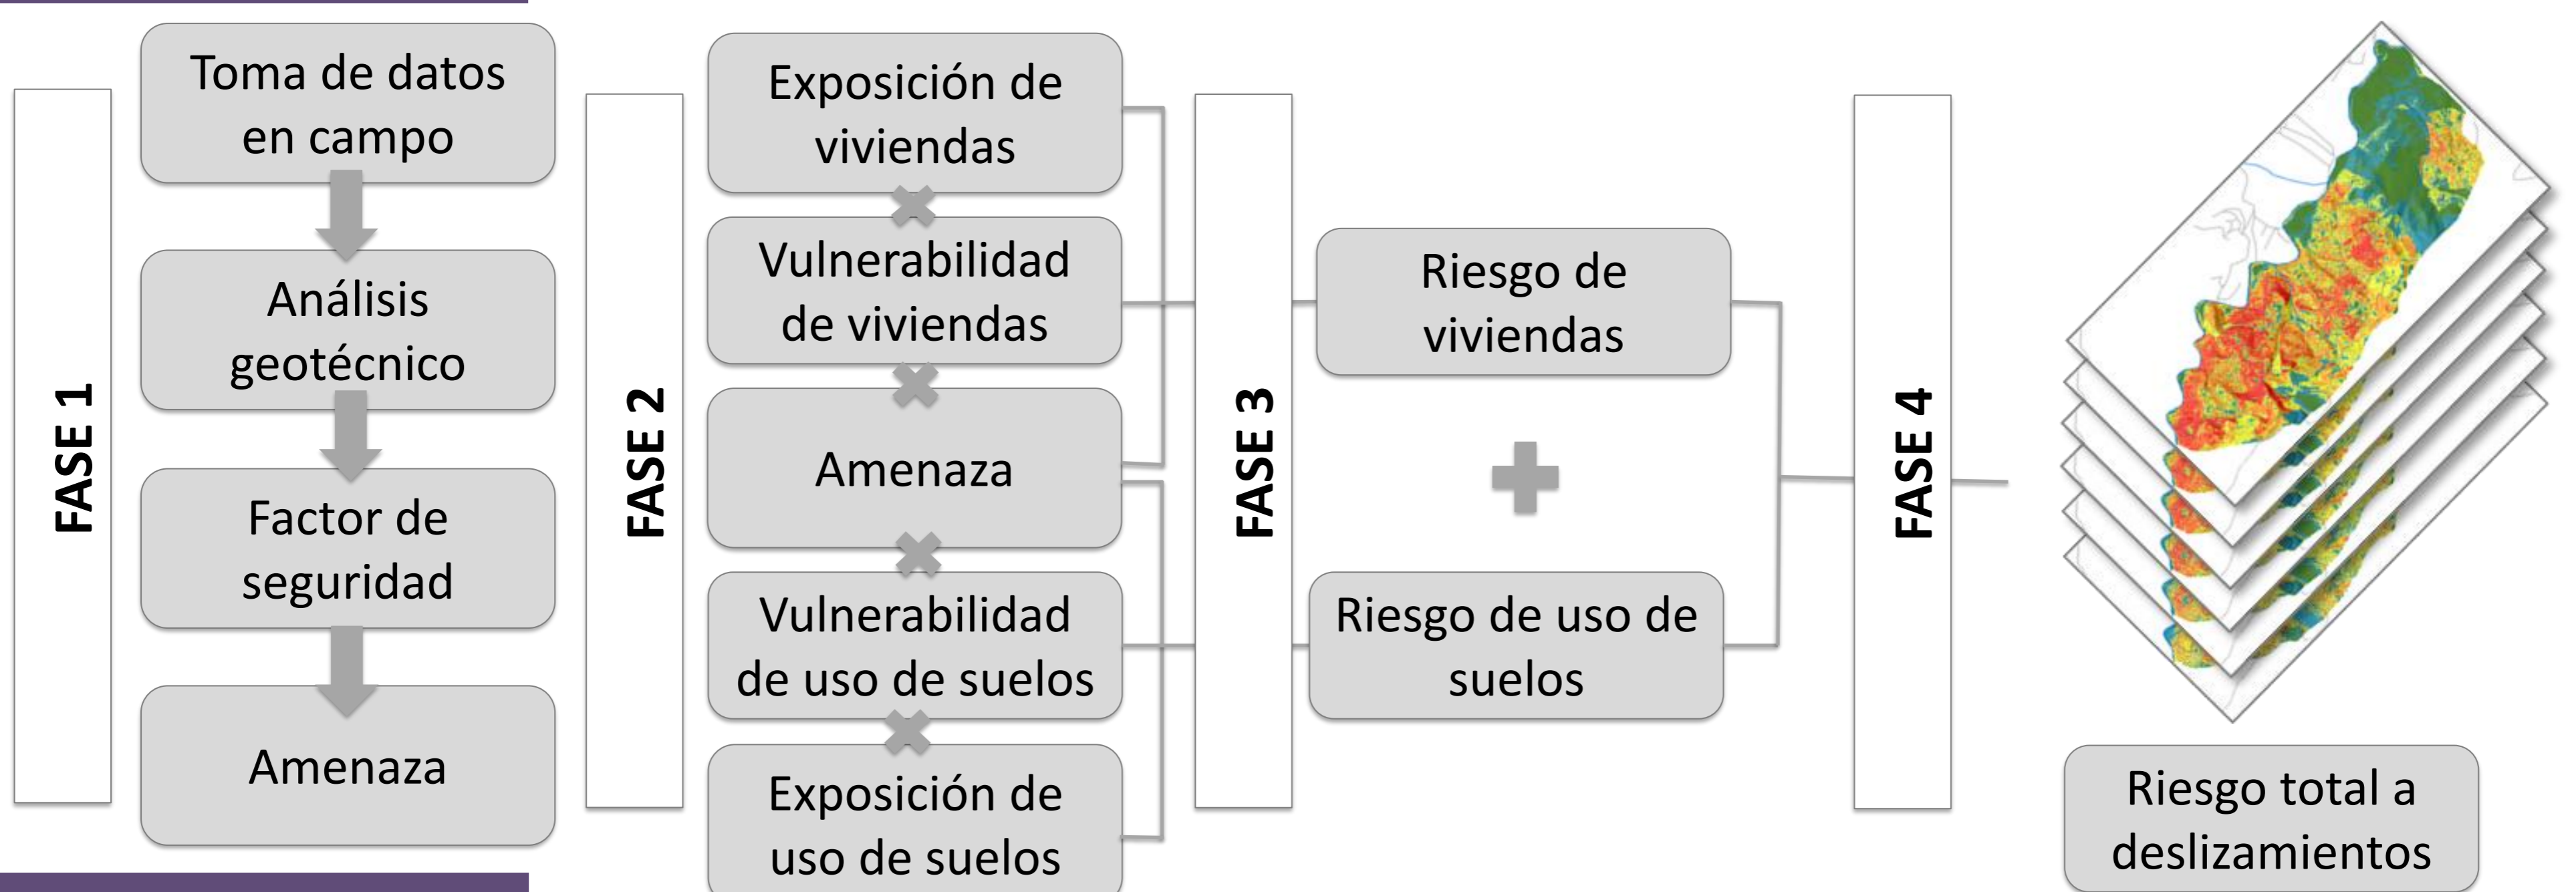 FASE 1
Toma de datos
en campo
Análisis
geotécnico
Factor de
seguridad
Amenaza
FASE 2
Exposición de
viviendas
Vulnerabilidad
de viviendas
Amenaza
Vulnerabilidad
de uso de suelos
Exposición de
uso de suelos
FASE 3
Riesgo de
viviendas
Riesgo de uso de
suelos
FASE 4
Riesgo total a
deslizamientos